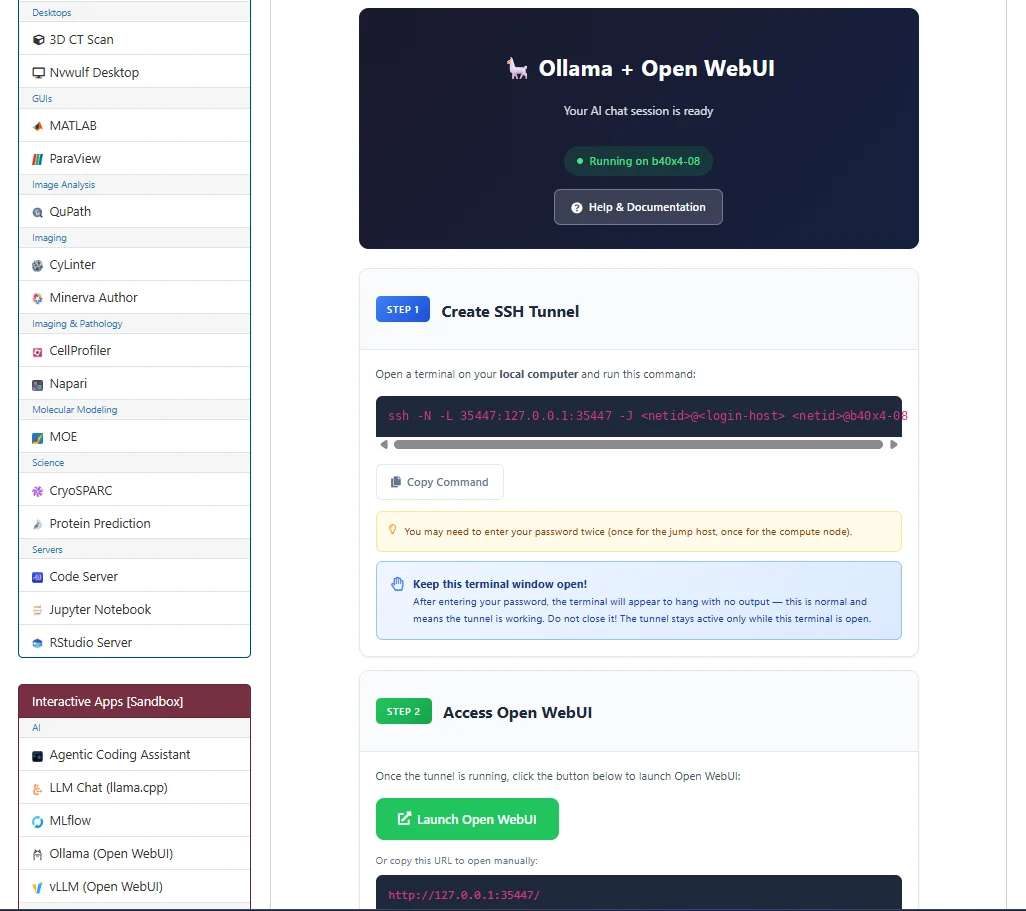 Desktops
3D CT Scan
Nvwulf Desktop
GUIs
MATLAB
ParaView
Image Analysis
QuPath
Imaging
CyLinter
Minerva Author
Imaging & Pathology
CellProfiler
Napari
Molecular Modeling
MOE
Science
CryoSPARC
Protein Prediction
Servers
Code Server
Jupyter Notebook
RStudio Server
Interactive Apps [Sandbox]
AI
Agentic Coding Assistant
LLM Chat (llama.cpp)
MLflow
Ollama (Open WebUI)
vLLM (Open WebUI)
Ollama + Open WebUI
Your AI chat session is ready
Running on b40x4-08
Help & Documentation
STEP 1 Create SSH Tunnel
Open a terminal on your local computer and run this command:
ssh -N -L 35447:127.0.0.1:35447 -J <netid>@<login-host> <netid>@b40x4-08
Copy Command
You may need to enter your password twice (once for the jump host, once for the compute node).
Keep this terminal window open!
After entering your password, the terminal will appear to hang with no output — this is normal and
means the tunnel is working. Do not close it! The tunnel stays active only while this terminal is open.
STEP 2 Access Open WebUI
Once the tunnel is running, click the button below to launch Open WebUI:
Launch Open WebUI
Or copy this URL to open manually:
http://127.0.0.1:35447/